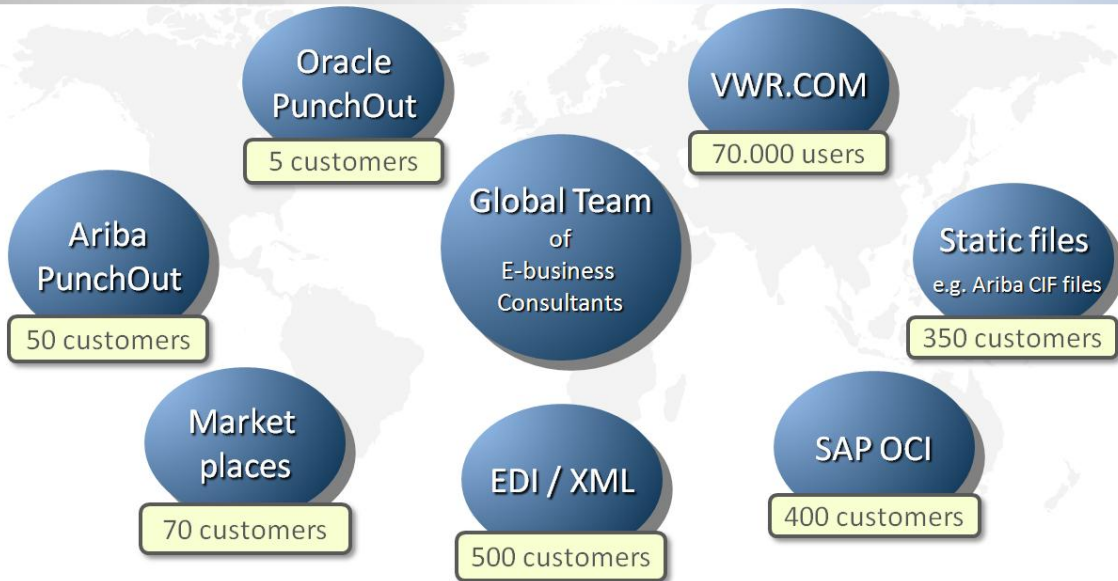 Oracle
PunchOut
5 customers
VWR.COM
70.000 users
Global Team
of
E-business
Consultants
Ariba
PunchOut
50 customers
Static files
e.g. Ariba CIF files
350 customers
Market
places
70 customers
EDI / XML
500 customers
SAP OCI
400 customers